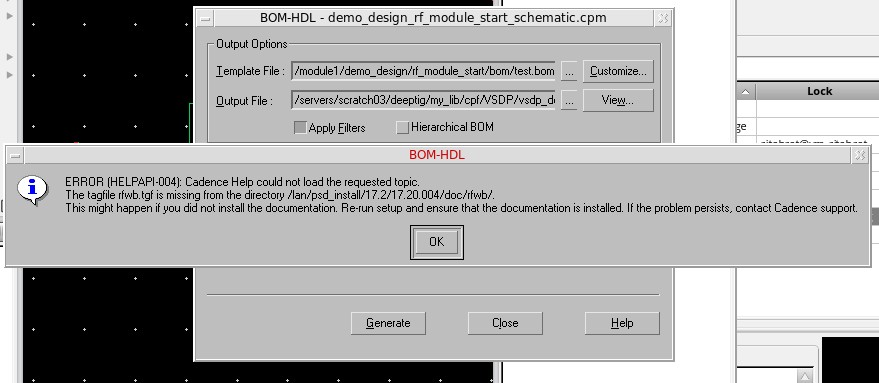 BOM-HDL - demo_design_rf_module_start_schematic.cpm
Output Options
Template File : /module1/demo_design/rf_module_start/bom/test.bom ... Customize...
Output File : /servers/scratch03/deeptig/my_lib/cpf/VSDP/vsdp_de ... View...
Apply Filters Hierarchical BOM
Lock
ge
BOM-HDL
ERROR (HELPAPI-004): Cadence Help could not load the requested topic.
The tagfile rfwb.tgf is missing from the directory /lan/psd_install/17.2/17.20.004/doc/rfwb/.
This might happen if you did not install the documentation. Re-run setup and ensure that the documentation is installed. If the problem persists, contact Cadence support.
OK
Generate Close Help